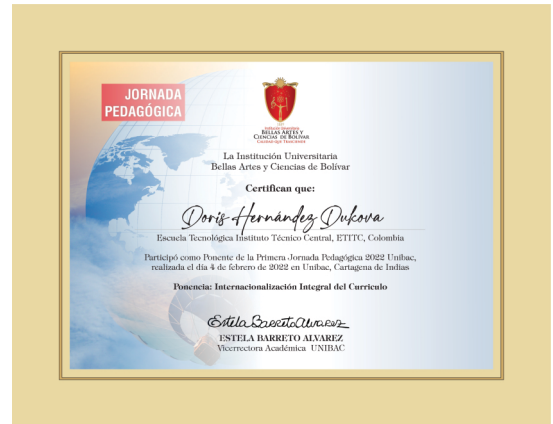 JORNADA
PEDAGÓGICA
Institución Universitaria
BELLAS ARTES Y
CIENCIAS DE BOLÍVAR
La Institución Universitaria
Bellas Artes y Ciencias de Bolívar
Certifican que:
Doris Hernández Dukova
Escuela Tecnológica Instituto Técnico Central, ETITC, Colombia
Participó como Ponente de la Primera Jornada Pedagógica 2022 Unibac,
realizada el día 4 de febrero de 2022 en Unibac, Cartagena de Indias
Ponencia: Internacionalización Integral del Currículo
Estela Barreto Alvarez
ESTELA BARRETO ALVAREZ
Vicerrectora Académica UNIBAC